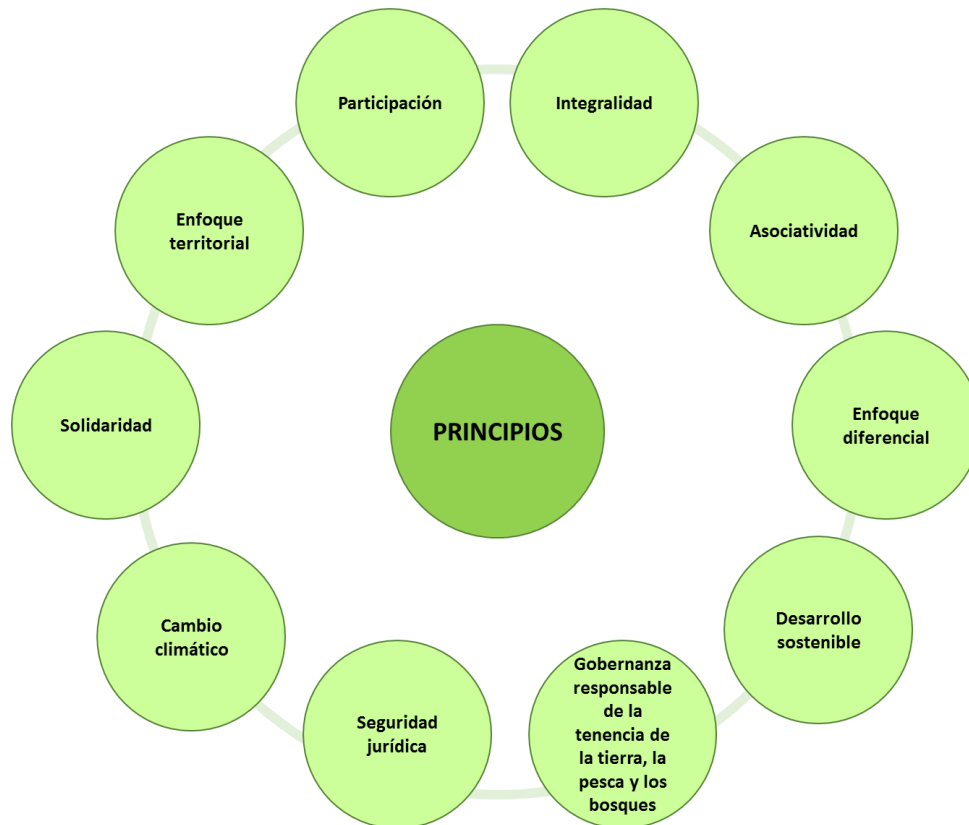 Participación
Integralidad
Enfoque
territorial
Asociatividad
Solidaridad
PRINCIPIOS
Enfoque
diferencial
Cambio
climático
Desarrollo
sostenible
Seguridad
jurídica
Gobernanza
responsable
de la
tenencia de
la tierra, la
pesca y los
bosques